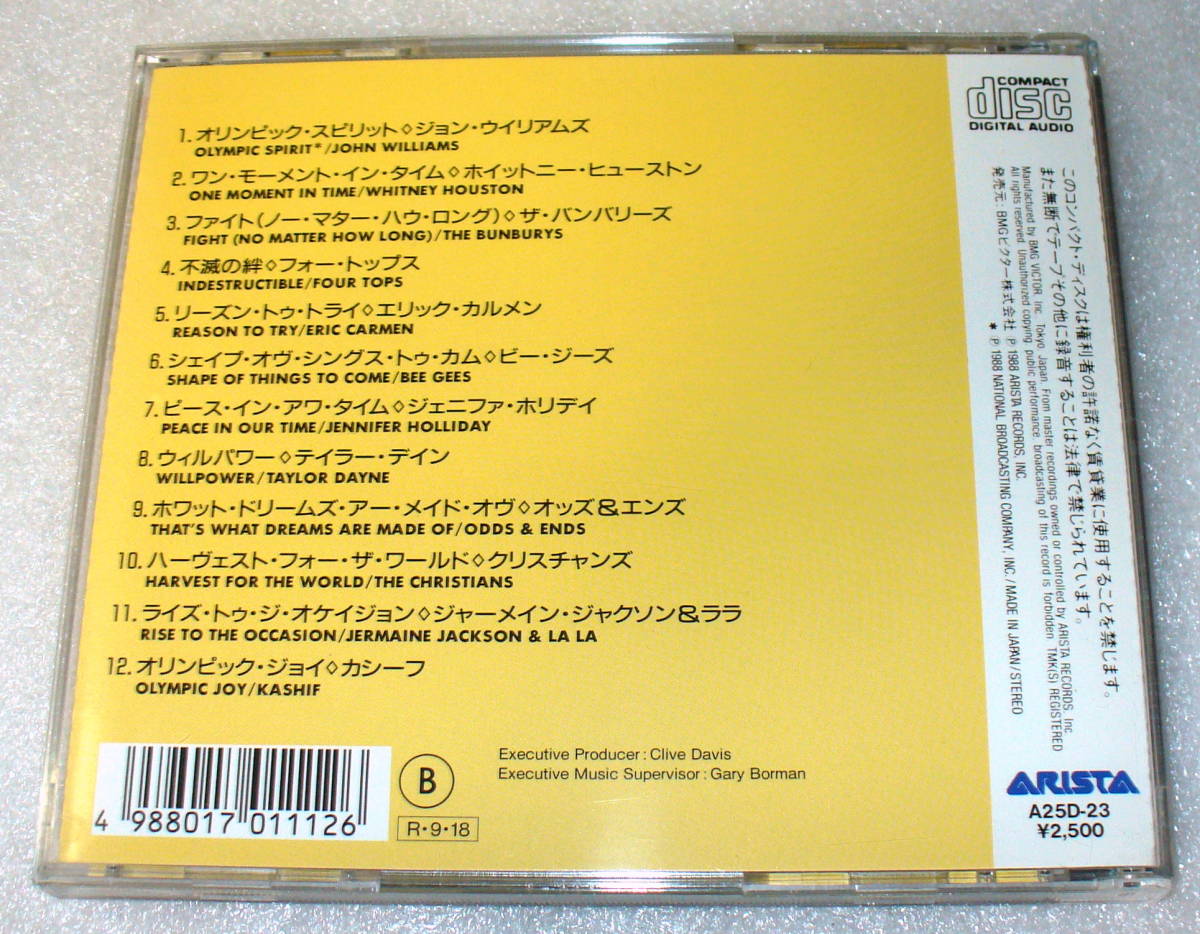 1. オリンピック・スピリット◇ジョン・ウイリアムズ
OLYMPIC SPIRIT*/JOHN WILLIAMS
2. ワン・モーメント・イン・タイム◇ホイットニー・ヒューストン
ONE MOMENT IN TIME/WHITNEY HOUSTON
3. ファイト(ノー・マター・ハウ・ロング)◇ザ・バンバリーズ
FIGHT (NO MATTER HOW LONG)/THE BUNBURYS
4. 不滅の絆◇フォー・トップス
INDESTRUCTIBLE/FOUR TOPS
5. リーズン・トゥ・トライ◇エリック・カルメン
REASON TO TRY/ERIC CARMEN
6. シェイプ・オヴ・シングス・トゥ・カム◇ビー・ジーズ
SHAPE OF THINGS TO COME/BEE GEES
7. ピース・イン・アワ・タイム◇ジェニファ・ホリデイ
PEACE IN OUR TIME/JENNIFER HOLLIDAY
8. ウィルパワー◇テイラー・デイン
WILLPOWER/TAYLOR DAYNE
9. ホワット・ドリームズ・アー・メイド・オヴ◇オッズ&エンズ
THAT'S WHAT DREAMS ARE MADE OF/ODDS & ENDS
10. ハーヴェスト・フォー・ザ・ワールド◇クリスチャンズ
HARVEST FOR THE WORLD/THE CHRISTIANS
11. ライズ・トゥ・ジ・オケイジョン◇ジャーメイン・ジャクソン&ララ
RISE TO THE OCCASION/JERMAINE JACKSON & LA LA
12. オリンピック・ジョイ◇カシーフ
OLYMPIC JOY/KASHIF
Executive Producer: Clive Davis
Executive Music Supervisor: Gary Borman
4 988017 011126
B
R・9・18
COMPACT
disc
DIGITAL AUDIO
このコンパクト・ディスクは権利者の許諾なく賃貸業に使用することを禁じます。
また無断でテープその他に録音することは法律で禁じられています。
Manufactured by BMG VICTOR, Inc. Tokyo, Japan. From master recordings owned or controlled by ARISTA RECORDS, Inc.
All rights reserved. Unauthorized copying, public performance, broadcasting of this record is forbidden. TMK(S) REGISTERED
発売元:BMGビクター株式会社 ℗ 1988 ARISTA RECORDS, INC.
* ℗ 1988 NATIONAL BROADCASTING COMPANY, INC./MADE IN JAPAN/STEREO
ARISTA
A25D-23
¥2,500